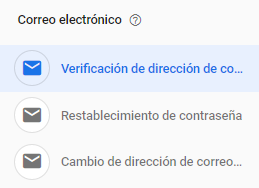 Correo electrónico
Verificación de dirección de co...
Restablecimiento de contraseña
Cambio de dirección de correo...